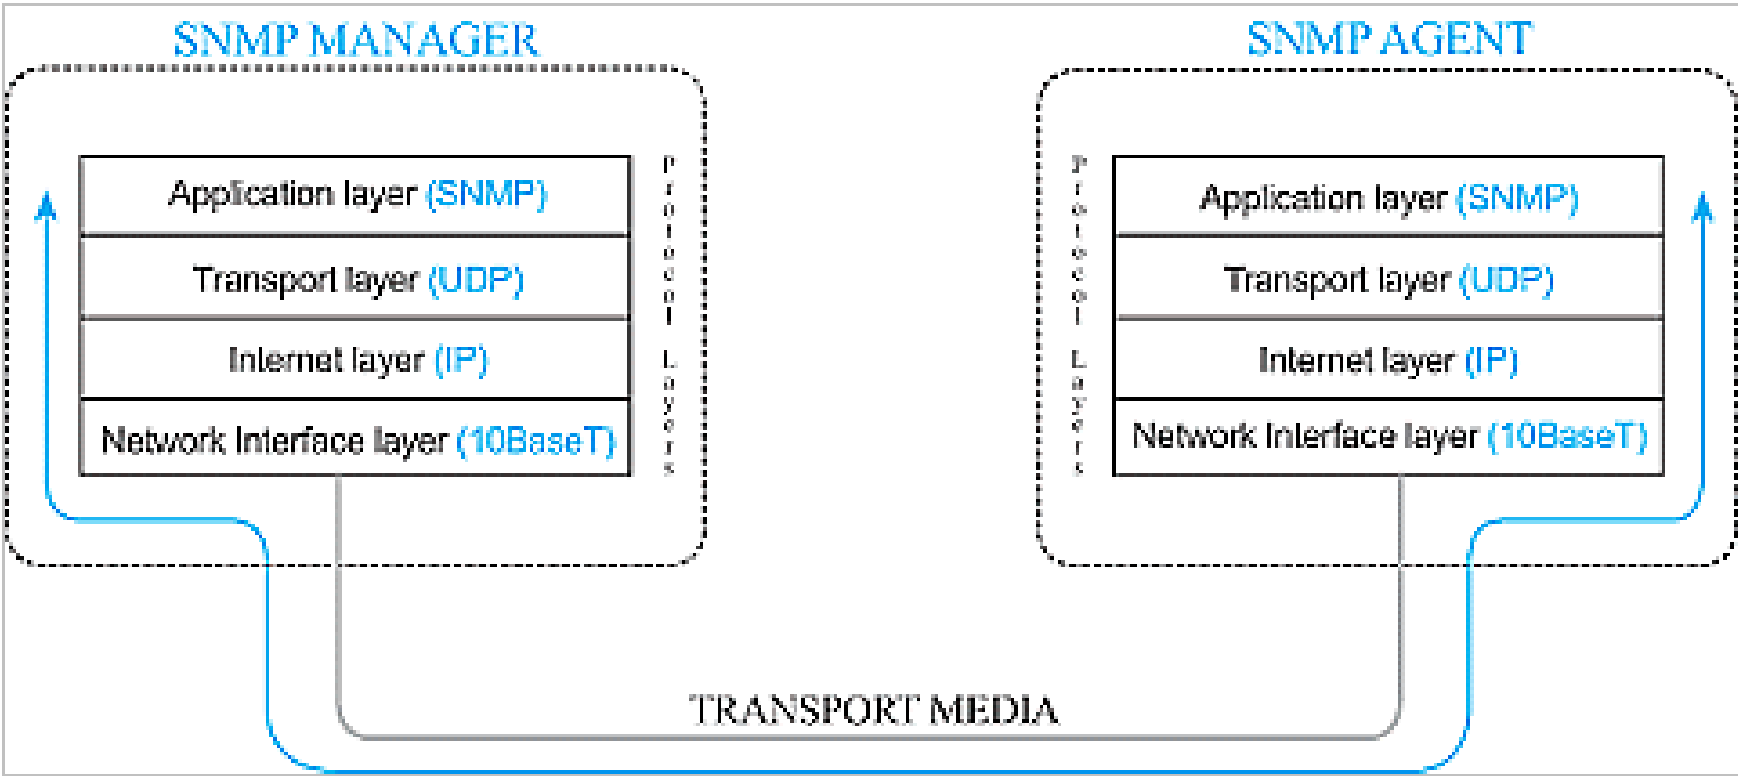 SNMP MANAGER
Application layer (SNMP)
Transport layer (UDP)
Internet layer (IP)
Network Interface layer (10BaseT)
Protocol Layers
SNMP AGENT
Protocol Layers
Application layer (SNMP)
Transport layer (UDP)
Internet layer (IP)
Network Interface layer (10BaseT)
TRANSPORT MEDIA